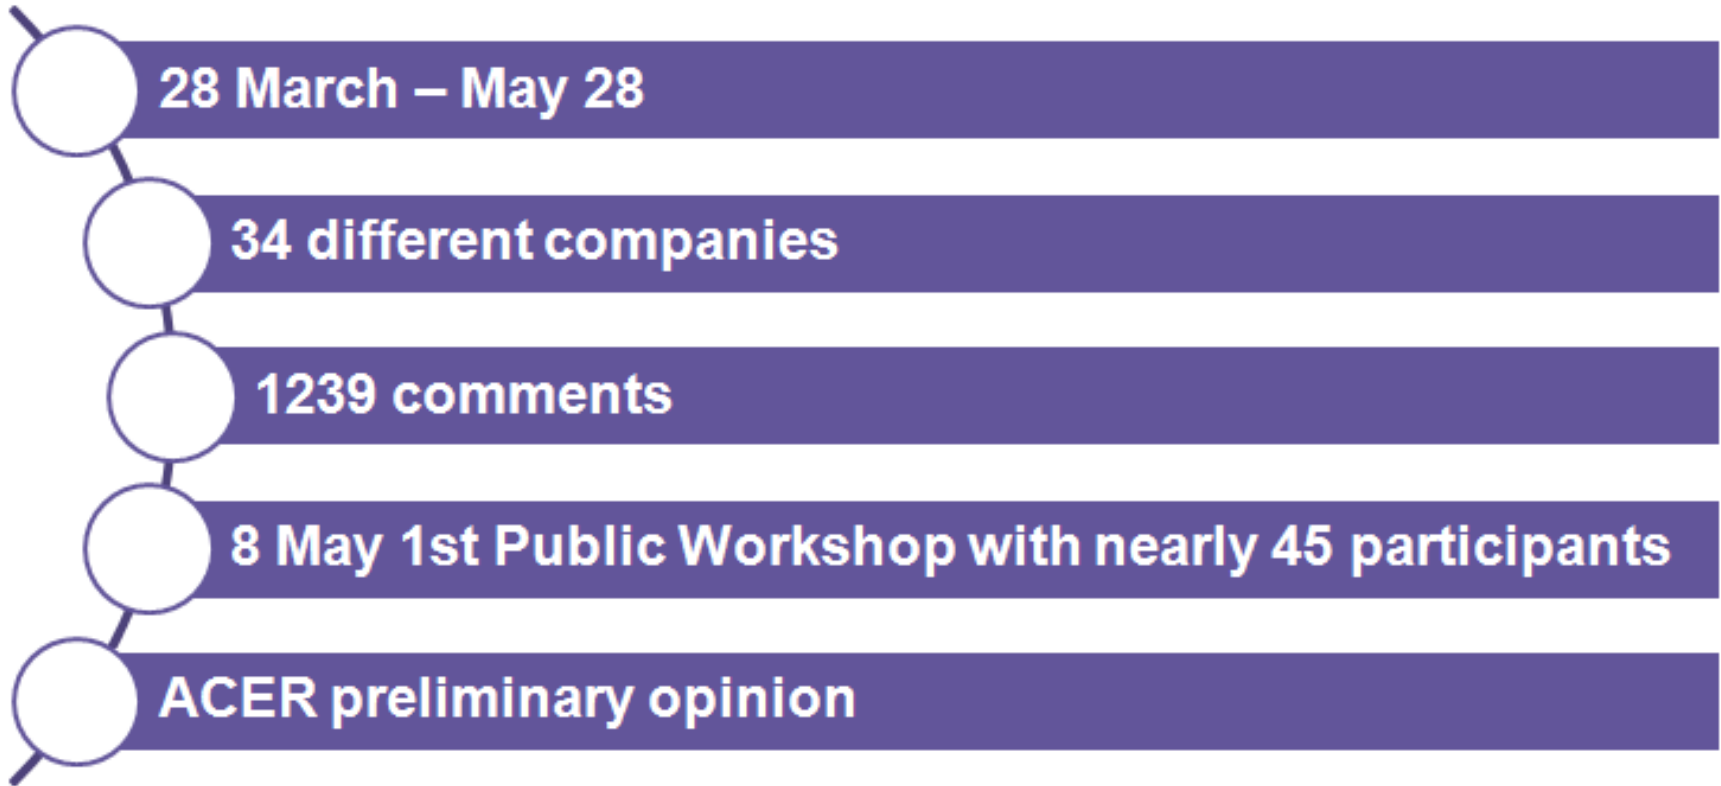 28 March – May 28
34 different companies
1239 comments
8 May 1st Public Workshop with nearly 45 participants
ACER preliminary opinion